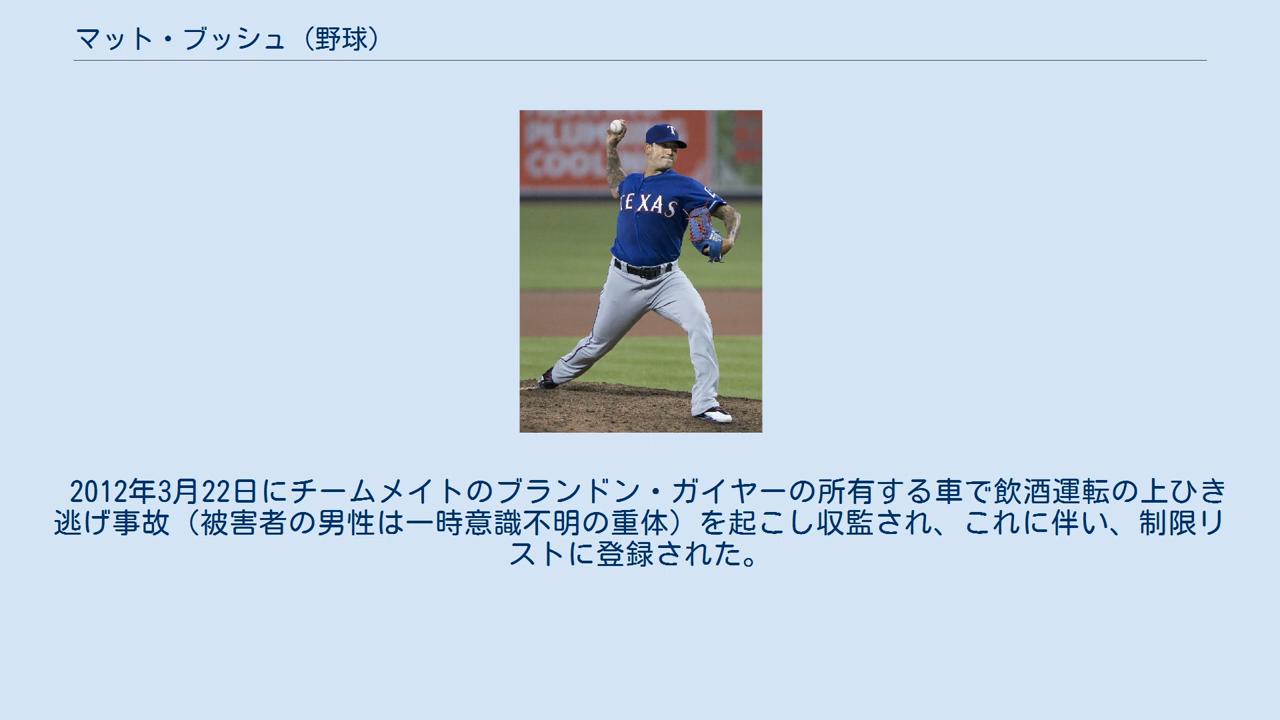 マット・ブッシュ（野球）
PLUMBING
COOLING
T
TEXAS
2012年3月22日にチームメイトのブランドン・ガイヤーの所有する車で飲酒運転の上ひき
逃げ事故（被害者の男性は一時意識不明の重体）を起こし収監され、これに伴い、制限リ
ストに登録された。